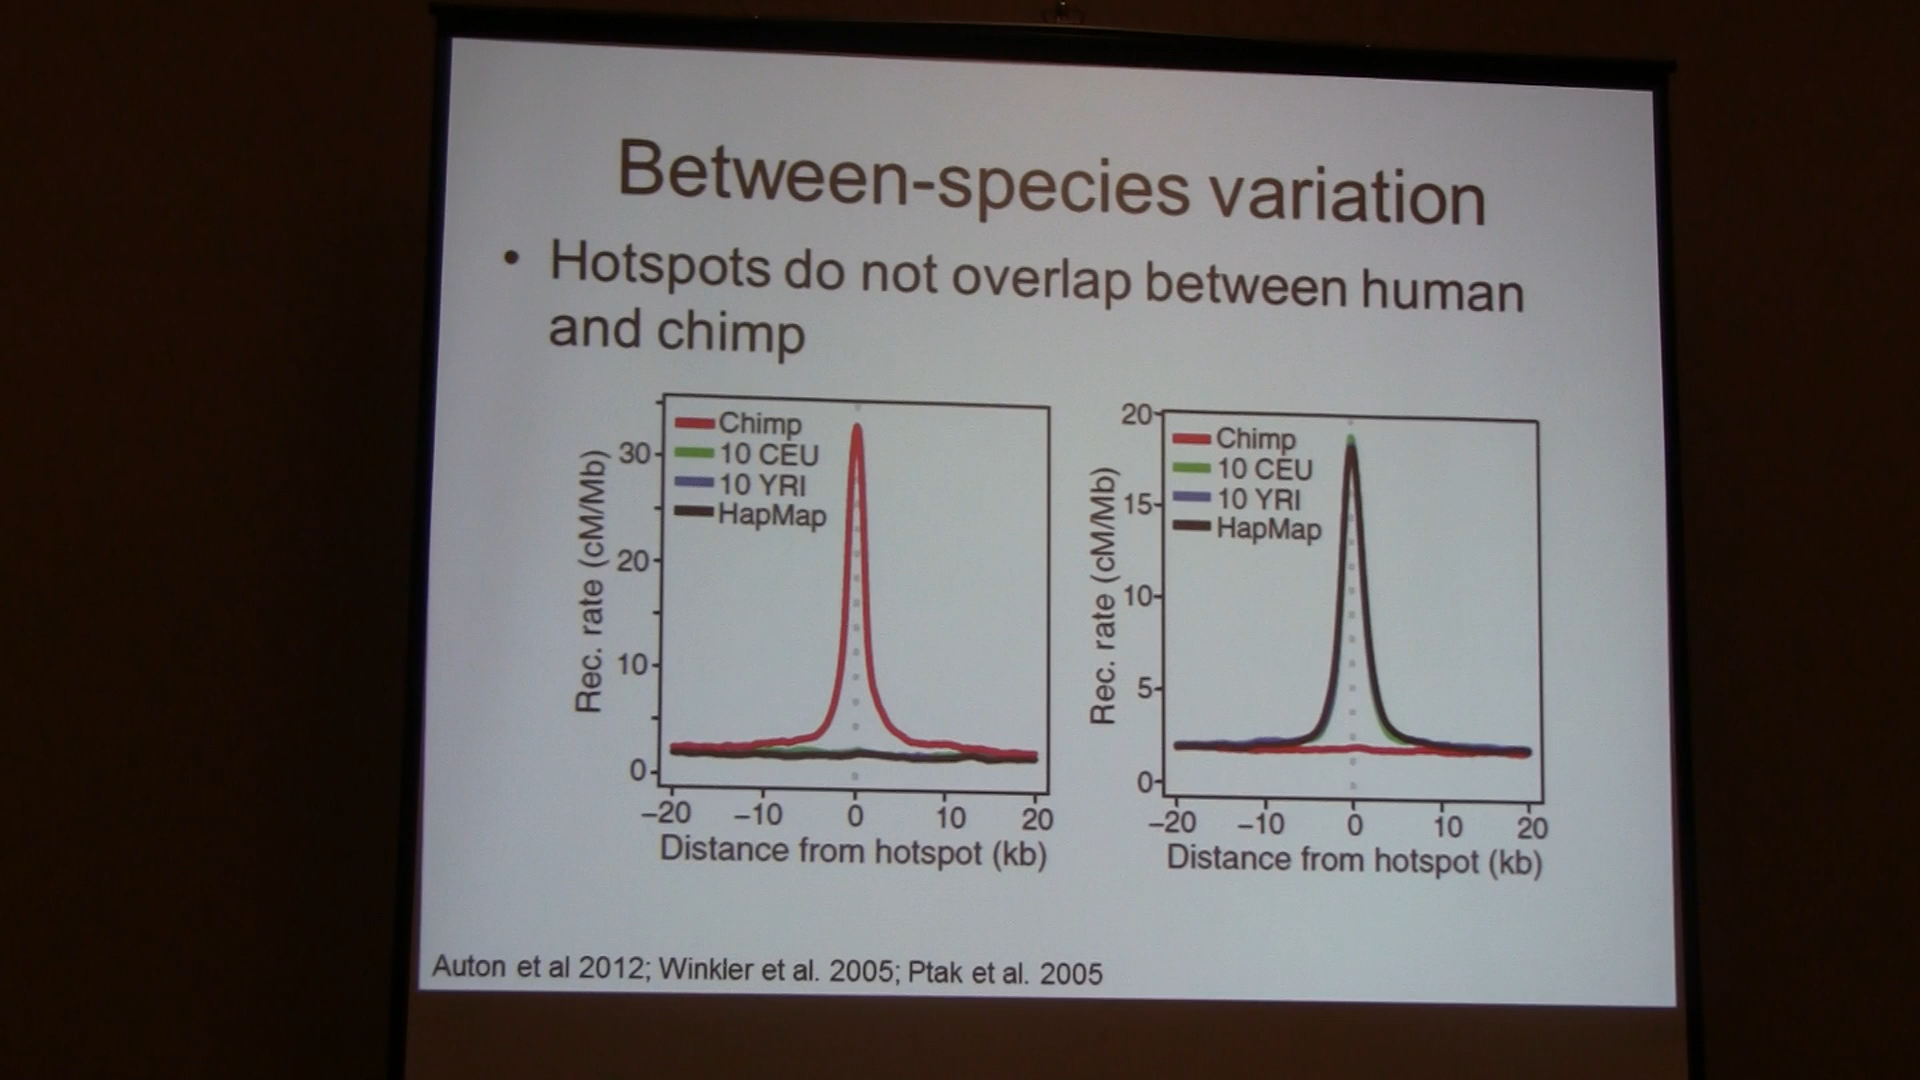 Between-species variation
• Hotspots do not overlap between human
and chimp
Rec. rate (cM/Mb)
30
20
10
0
Chimp
10 CEU
10 YRI
HapMap
−20 −10 0 10 20
Distance from hotspot (kb)
Rec. rate (cM/Mb)
20
15
10
5
0
Chimp
10 CEU
10 YRI
HapMap
−20 −10 0 10 20
Distance from hotspot (kb)
Auton et al 2012; Winkler et al. 2005; Ptak et al. 2005